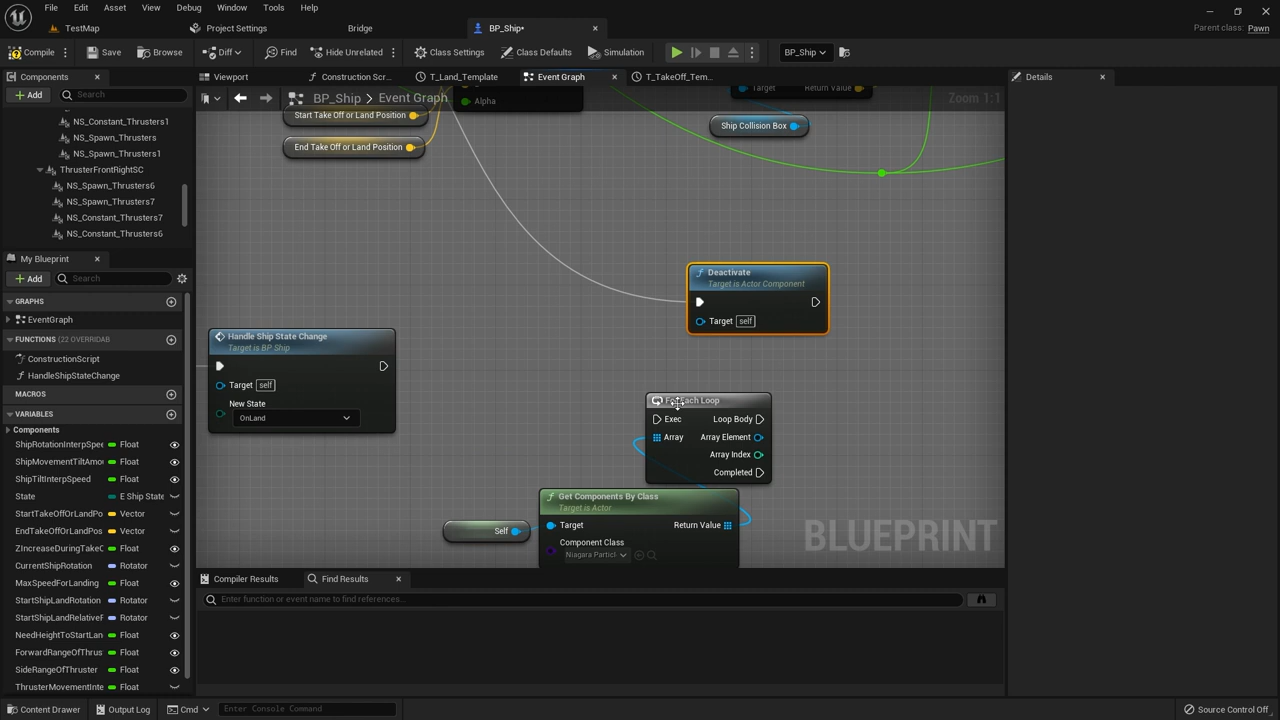 File Edit Asset View Debug Window Tools Help
TestMap
Project Settings
Bridge
BP_Ship*
Parent class: Pawn
Compile
Save
Browse
Diff
Find
Hide Unrelated
Class Settings
Class Defaults
Simulation
BP_Ship
Components
Viewport
Construction Scr...
T_Land_Template
Event Graph
T_TakeOff_Tem...
Details
Add
Search
BP_Ship > Event Graph
Zoom 1:1
NS_Constant_Thrusters1
NS_Spawn_Thrusters
NS_Spawn_Thrusters1
ThrusterFrontRightSC
NS_Spawn_Thrusters6
NS_Spawn_Thrusters7
NS_Constant_Thrusters7
NS_Constant_Thrusters6
Alpha
Start Take Off or Land Position
End Take Off or Land Position
Target
Return Value
Ship Collision Box
Deactivate
Target is Actor Component
Target self
Handle Ship State Change
Target is BP Ship
Target self
New State
OnLand
Exec
Loop Body
Array
Array Element
Array Index
Completed
Get Components By Class
Target is Actor
Self
Target
Return Value
Component Class
Niagara Particl
BLUEPRINT
My Blueprint
Add
Search
GRAPHS
EventGraph
FUNCTIONS (22 OVERRIDAB
ConstructionScript
HandleShipStateChange
MACROS
VARIABLES
Components
ShipRotationInterpSpee Float
ShipMovementTiltAmo Float
ShipTiltInterpSpeed Float
State E Ship State
StartTakeOffOrLandPo Vector
EndTakeOffOrLandPos Vector
ZIncreaseDuringTakeO Float
CurrentShipRotation Rotator
MaxSpeedForLanding Float
StartShipLandRotation Rotator
StartShipLandRelativeF Rotator
NeedHeightToStartLan Float
ForwardRangeOfThrus Float
SideRangeOfThruster Float
ThrusterMovementInte Float
Compiler Results
Find Results
Enter function or event name to find references...
Content Drawer
Output Log
Cmd
Enter Console Command
Source Control Off